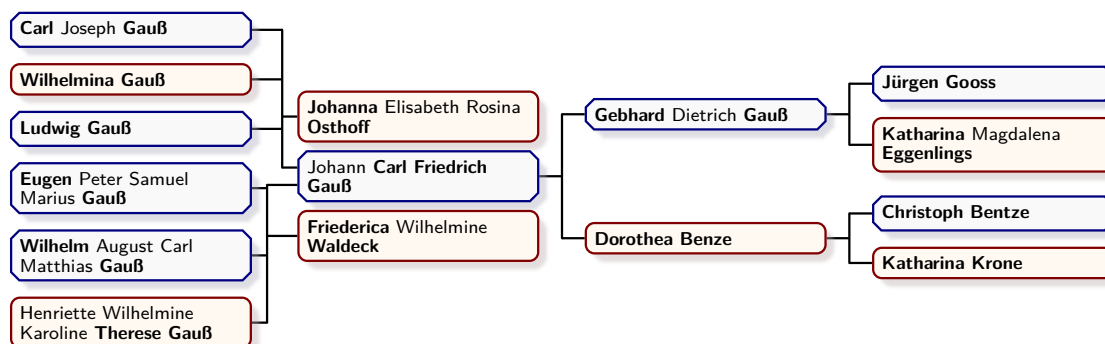 Carl Joseph Gauß
Wilhelmina Gauß
Ludwig Gauß
Eugen Peter Samuel
Marius Gauß
Wilhelm August Carl
Matthias Gauß
Henriette Wilhelmine
Karoline Therese Gauß
Johanna Elisabeth Rosina
Osthoff
Johann Carl Friedrich
Gauß
Friederica Wilhelmine
Waldeck
Gebhard Dietrich Gauß
Dorothea Benze
Jürgen Gooss
Katharina Magdalena
Eggenlings
Christoph Bentze
Katharina Krone